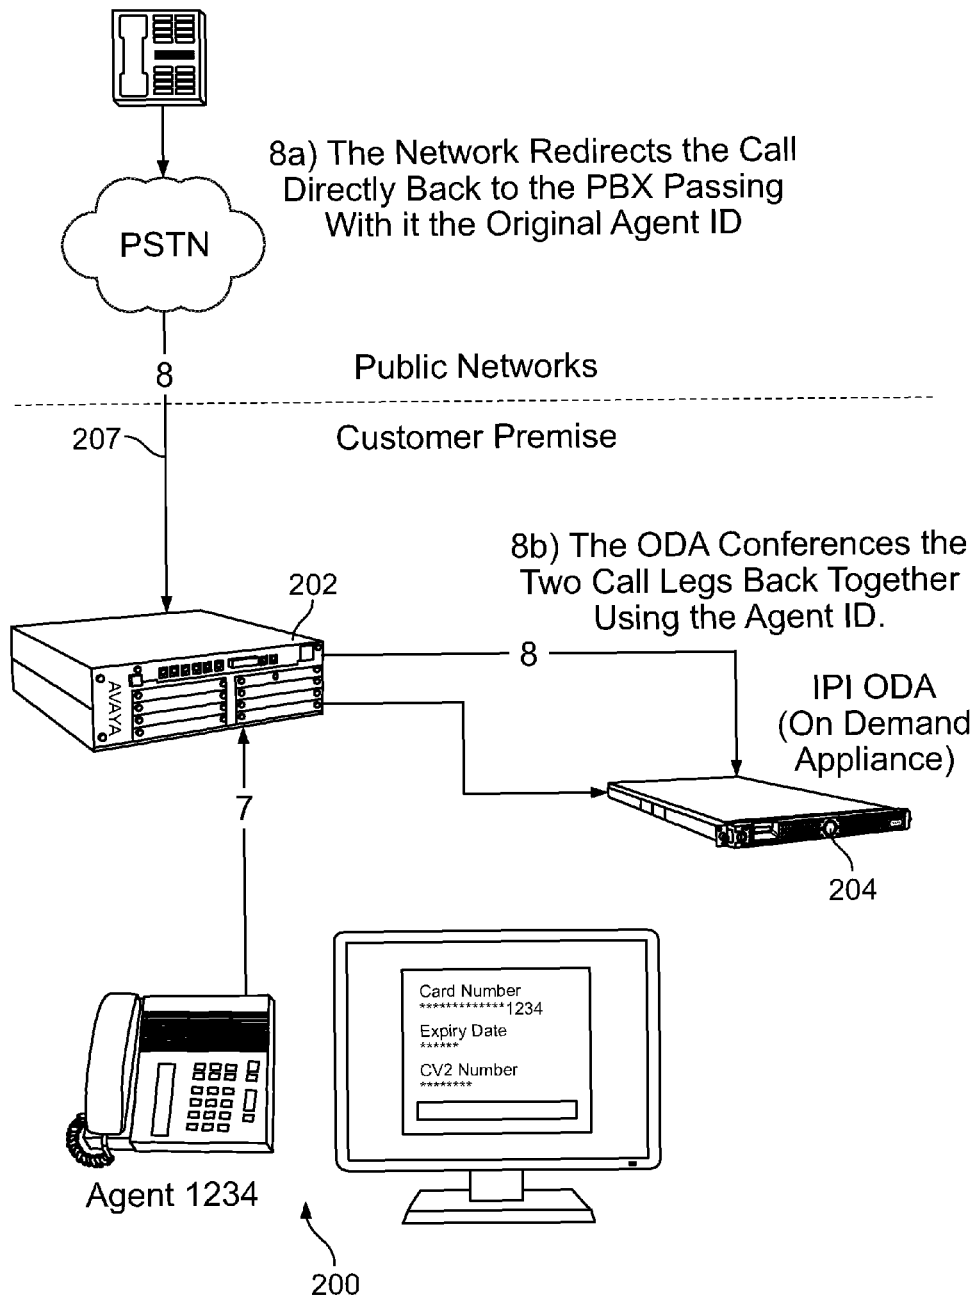 8a) The Network Redirects the Call
Directly Back to the PBX Passing
With it the Original Agent ID
PSTN
8
Public Networks
207
Customer Premise
8b) The ODA Conferences the
Two Call Legs Back Together
Using the Agent ID.
202
8
AVAYA
IPI ODA
(On Demand
Appliance)
7
204
Card Number
*************1234
Expiry Date
******
CV2 Number
********
Agent 1234
200